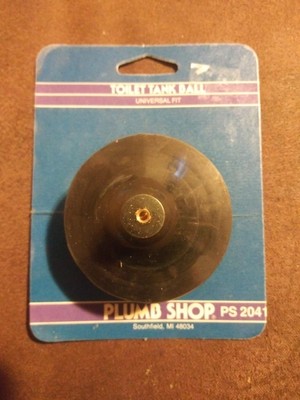 TOILET TANK BALL
UNIVERSAL FIT
PLUMB SHOP® PS 2041
Southfield, MI 48034